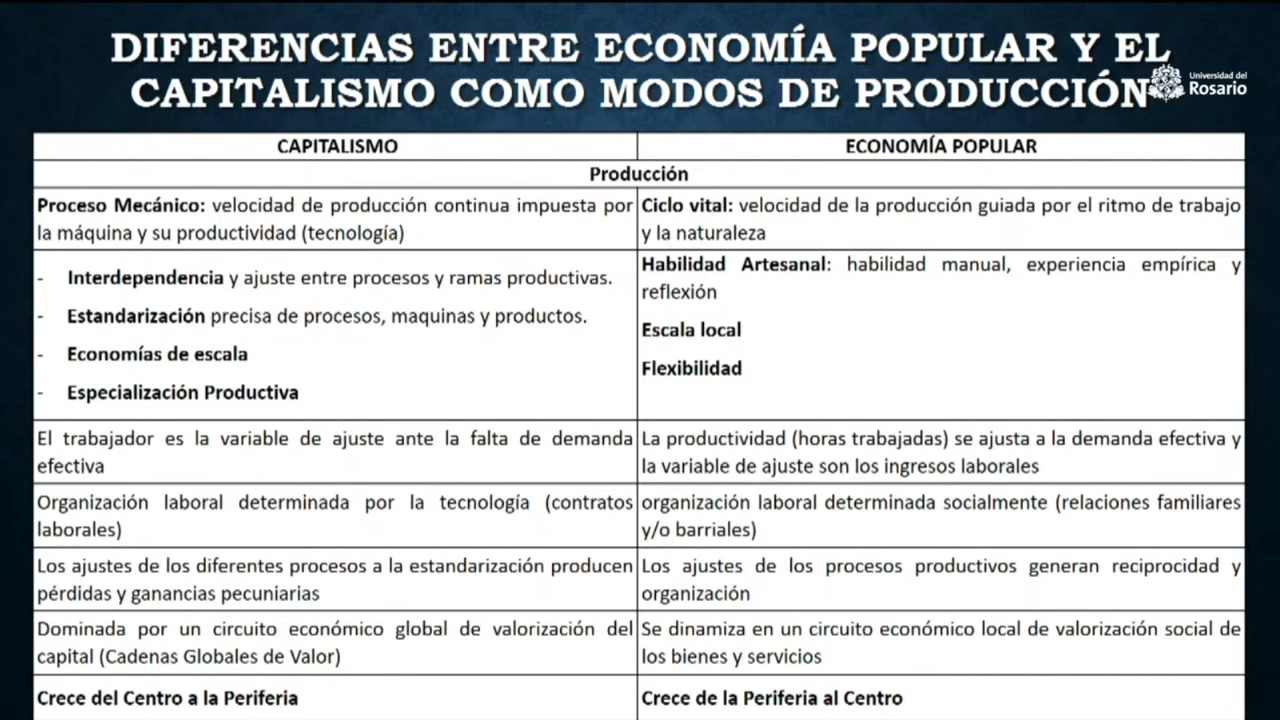 DIFERENCIAS ENTRE ECONOMÍA POPULAR Y EL
CAPITALISMO COMO MODOS DE PRODUCCIÓN
Universidad del
Rosario
CAPITALISMO
ECONOMÍA POPULAR
Producción
Proceso Mecánico: velocidad de producción continua impuesta por
la máquina y su productividad (tecnología)
Ciclo vital: velocidad de la producción guiada por el ritmo de trabajo
y la naturaleza
- Interdependencia y ajuste entre procesos y ramas productivas.
- Estandarización precisa de procesos, maquinas y productos.
- Economías de escala
- Especialización Productiva
Habilidad Artesanal: habilidad manual, experiencia empírica y
reflexión
Escala local
Flexibilidad
El trabajador es la variable de ajuste ante la falta de demanda
efectiva
La productividad (horas trabajadas) se ajusta a la demanda efectiva y
la variable de ajuste son los ingresos laborales
Organización laboral determinada por la tecnología (contratos
laborales)
organización laboral determinada socialmente (relaciones familiares
y/o barriales)
Los ajustes de los diferentes procesos a la estandarización producen
pérdidas y ganancias pecuniarias
Los ajustes de los procesos productivos generan reciprocidad y
organización
Dominada por un circuito económico global de valorización del
capital (Cadenas Globales de Valor)
Se dinamiza en un circuito económico local de valorización social de
los bienes y servicios
Crece del Centro a la Periferia
Crece de la Periferia al Centro